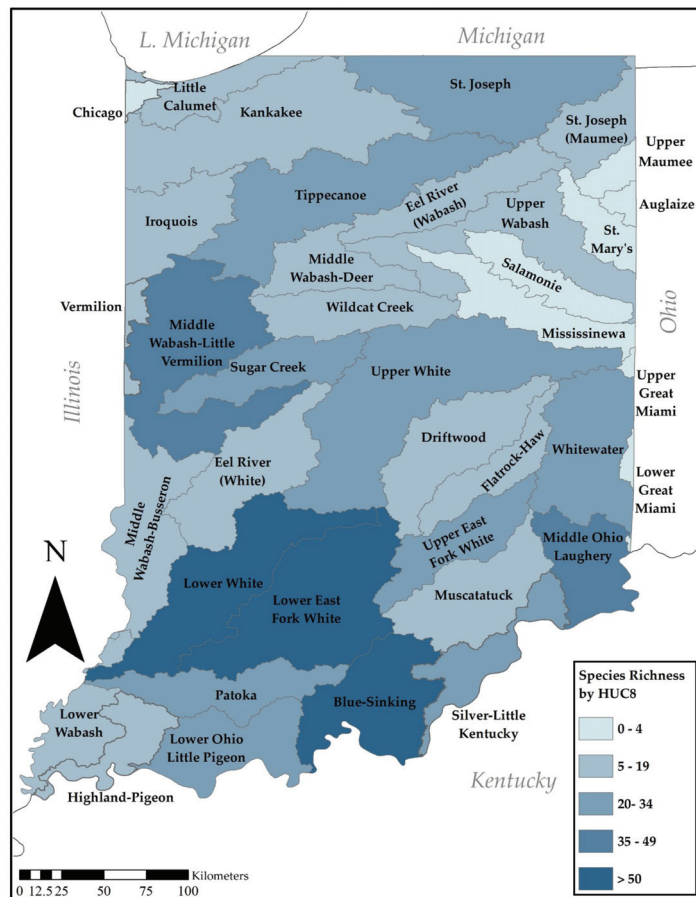 L. Michigan
Michigan
Little
Calumet
Chicago
Kankakee
St. Joseph
St. Joseph
(Maumee)
Upper
Maumee
Tippecanoe
Eel River
(Wabash)
Upper
Wabash
Auglaize
Iroquois
St.
Mary's
Middle
Wabash-Deer
Salamonie
Vermilion
Wildcat Creek
Mississinewa
Ohio
Middle
Wabash-Little
Vermilion
Sugar Creek
Upper White
Illinois
Upper
Great
Miami
Driftwood
Flatrock-Haw
Whitewater
Eel River
(White)
Lower
Great
Miami
Middle
Wabash-Busseron
N
Upper East
Fork White
Middle Ohio
Laughery
Lower White
Lower East
Fork White
Muscatatuck
Patoka
Blue-Sinking
Lower
Wabash
Lower Ohio
Little Pigeon
Silver-Little
Kentucky
Highland-Pigeon
Kentucky
Species Richness
by HUC8
0 - 4
5 - 19
20- 34
35 - 49
> 50
Kilometers
0 12.5 25 50 75 100